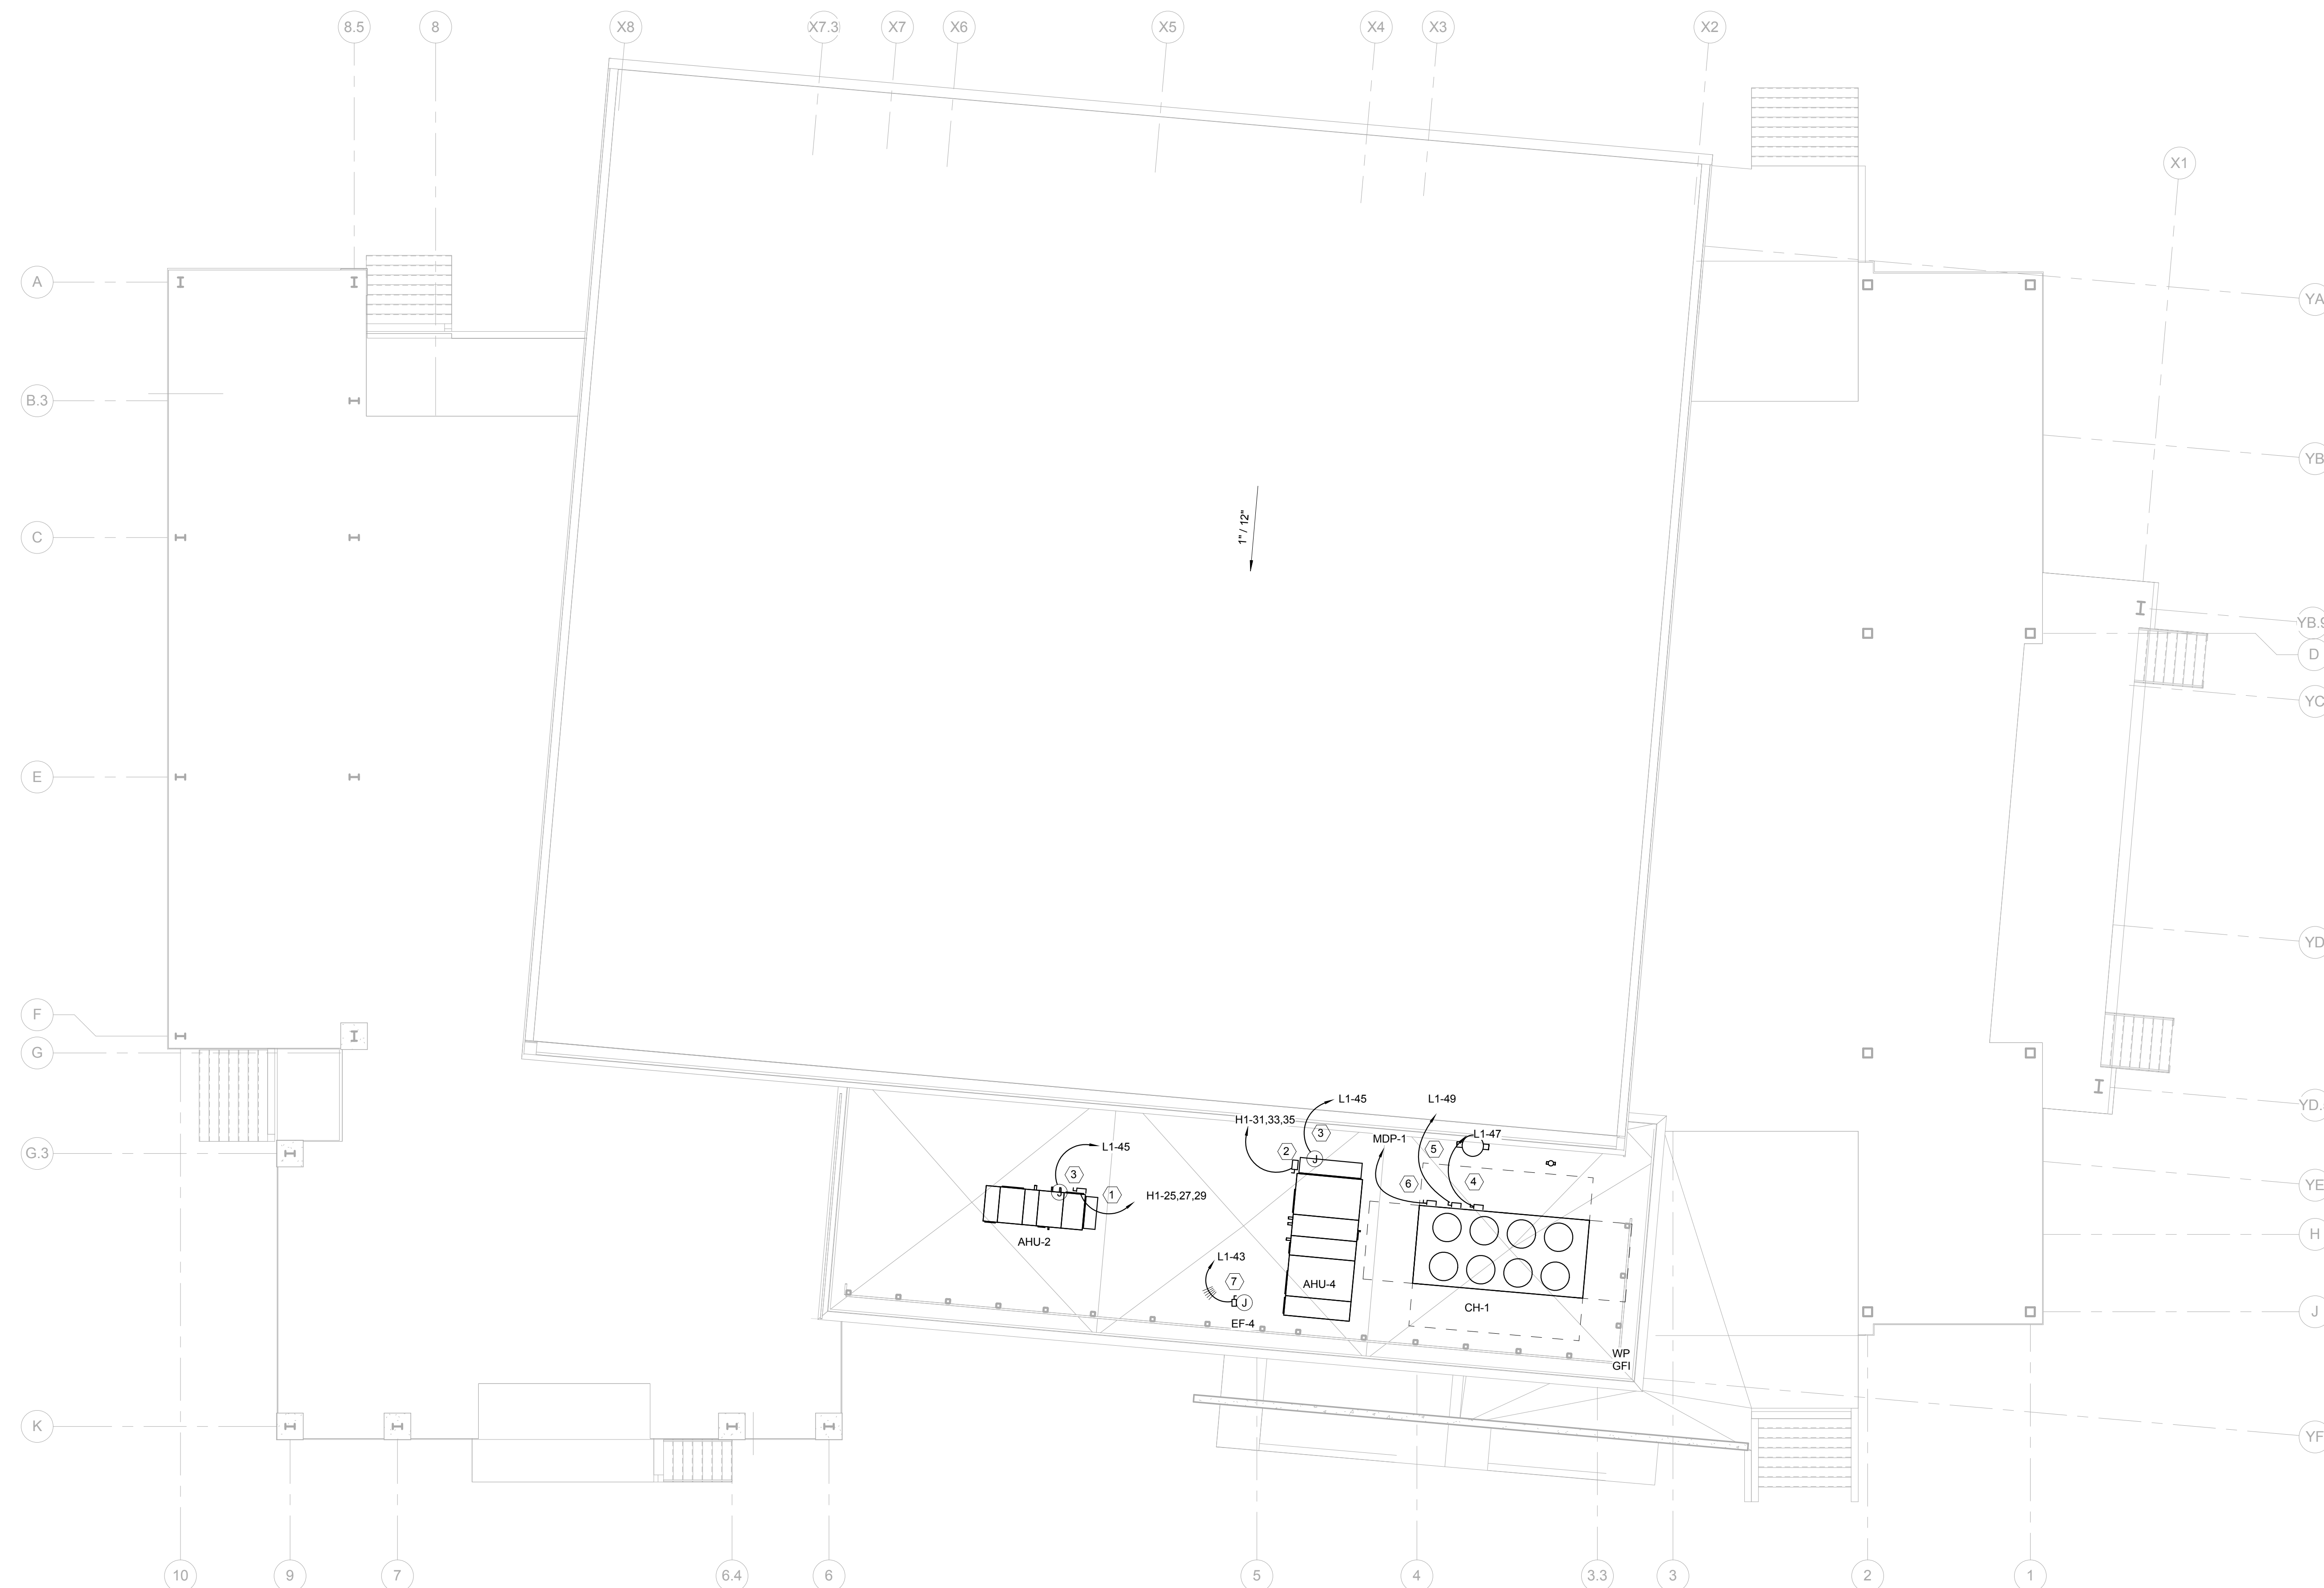 8.5
8
X8
X7.3
X7
X6
X5
X4
X3
X2
X1
A
YA
B.3
YB
1" / 12"
C
YB.9
D
YC
E
YD
F
G
L1-45
L1-49
YD.
H1-31,33,35
3
L1-47
MDP-1
L1-45
5
G.3
2
J
3
4
6
YE
J
1
H1-25,27,29
AHU-2
H
L1-43
7
AHU-4
J
CH-1
J
EF-4
WP
GFI
K
YF
10
9
7
6.4
6
5
4
3.3
3
2
1